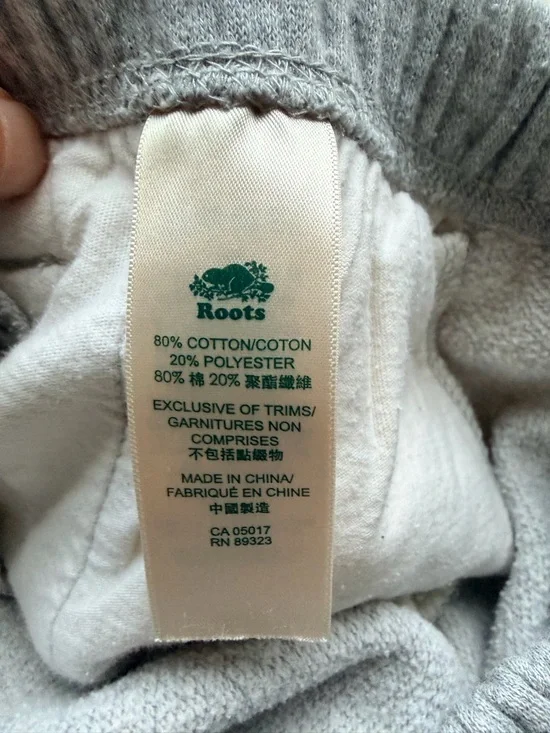 Roots
80% COTTON/COTON
20% POLYESTER
80% 棉 20% 聚酯纖維
EXCLUSIVE OF TRIMS/
GARNITURES NON
COMPRISES
不包括點綴物
MADE IN CHINA/
FABRIQUÉ EN CHINE
中國製造
CA 05017
RN 89323